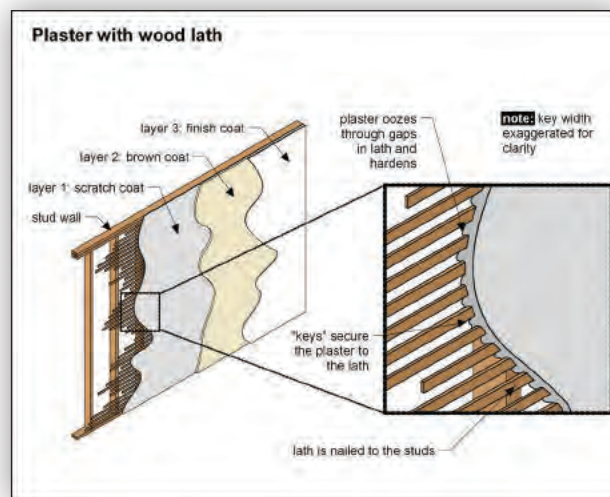 Plaster with wood lath
layer 3: finish coat
layer 2: brown coat
layer 1: scratch coat
stud wall
plaster oozes
through gaps
in lath and
hardens
note: key width
exaggerated for
clarity
"keys" secure
the plaster to
the lath
lath is nailed to the studs